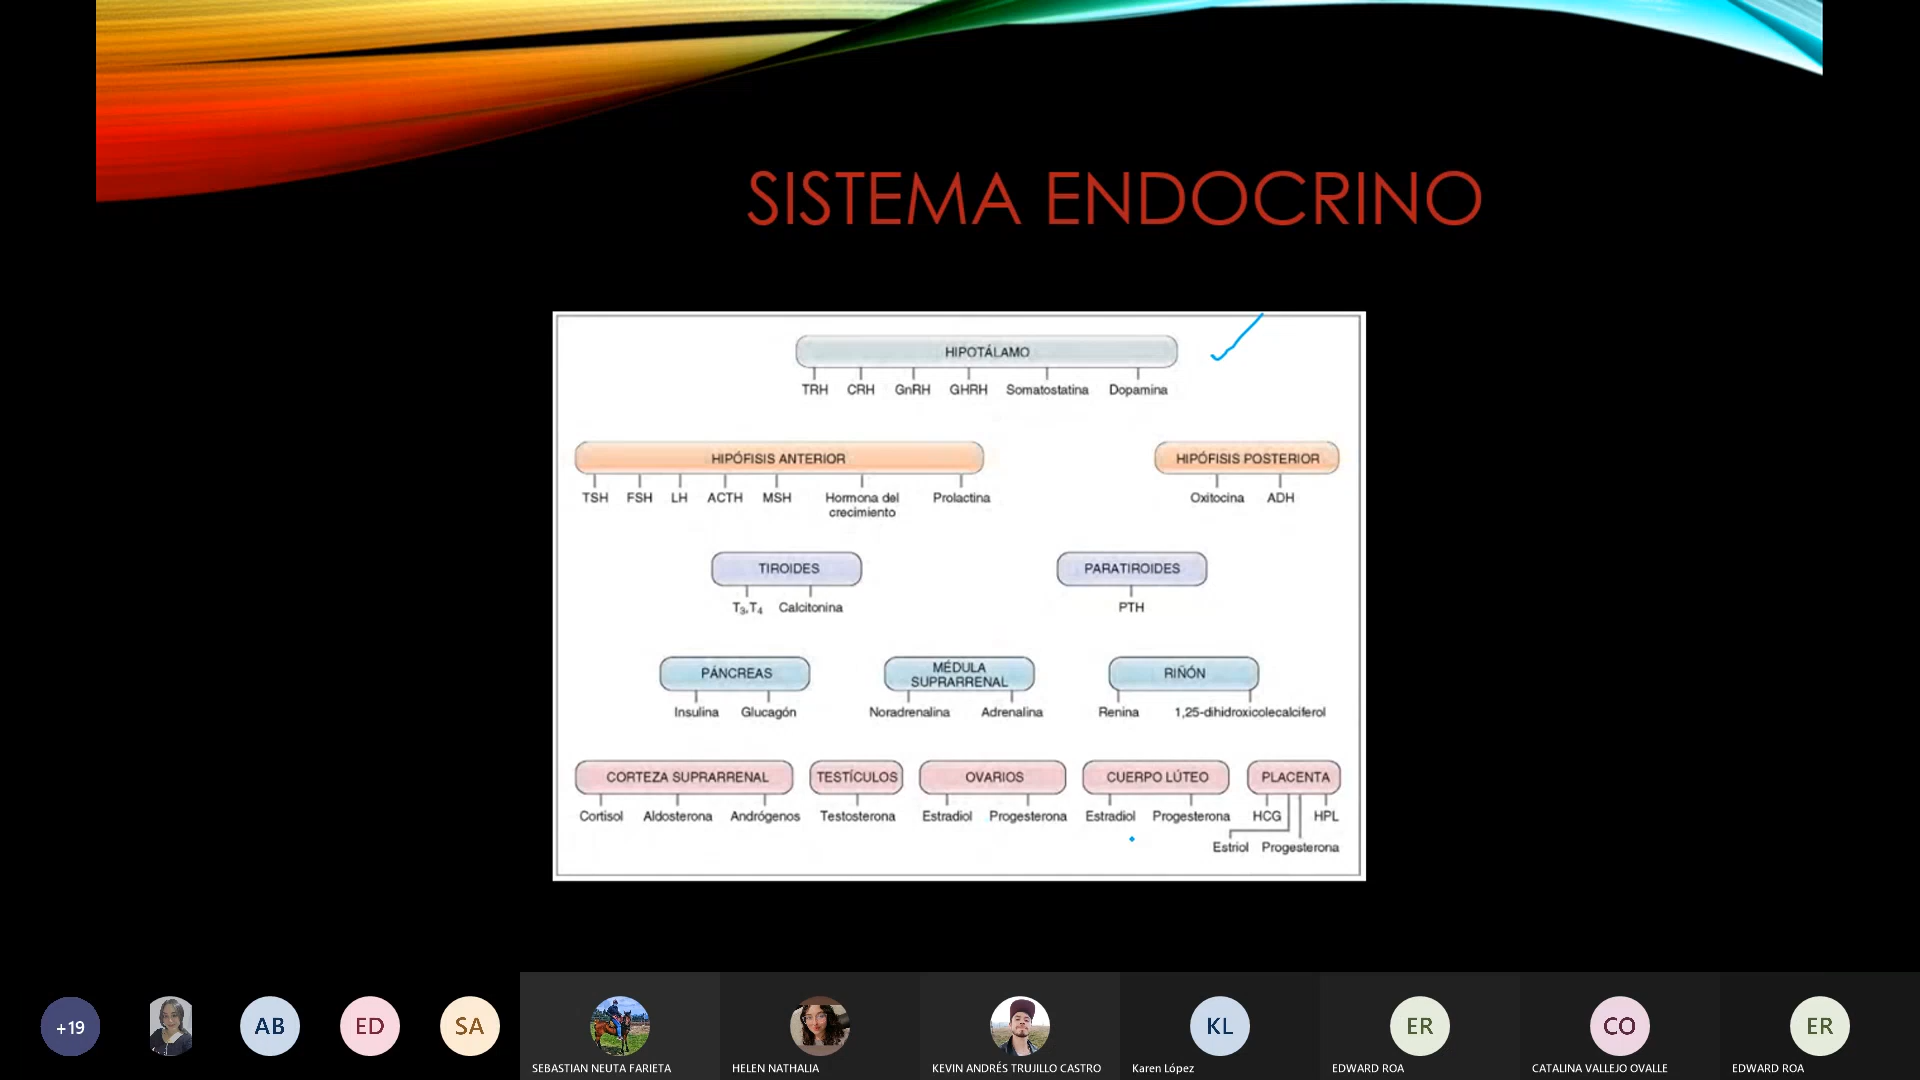 SISTEMA ENDOCRINO
HIPOTÁLAMO
TRH CRH GnRH GHRH Somatostatina Dopamina
HIPÓFISIS ANTERIOR
TSH FSH LH ACTH MSH Hormona del crecimiento Prolactina
HIPÓFISIS POSTERIOR
Oxitocina ADH
TIROIDES
T₃,T₄ Calcitonina
PARATIROIDES
PTH
PÁNCREAS
Insulina Glucagón
MÉDULA
SUPRARRENAL
Noradrenalina Adrenalina
RIÑÓN
Renina 1,25-dihidroxicolecalciferol
CORTEZA SUPRARRENAL
Cortisol Aldosterona Andrógenos
TESTÍCULOS
Testosterona
OVARIOS
Estradiol Progesterona
CUERPO LÚTEO
Estradiol Progesterona
PLACENTA
HCG HPL
Estriol Progesterona
+19
AB
ED
SA
SEBASTIAN NEUTA FARIETA
HELEN NATHALIA
KEVIN ANDRÉS TRUJILLO CASTRO
KL
Karen López
ER
EDWARD ROA
CO
CATALINA VALLEJO OVALLE
ER
EDWARD ROA